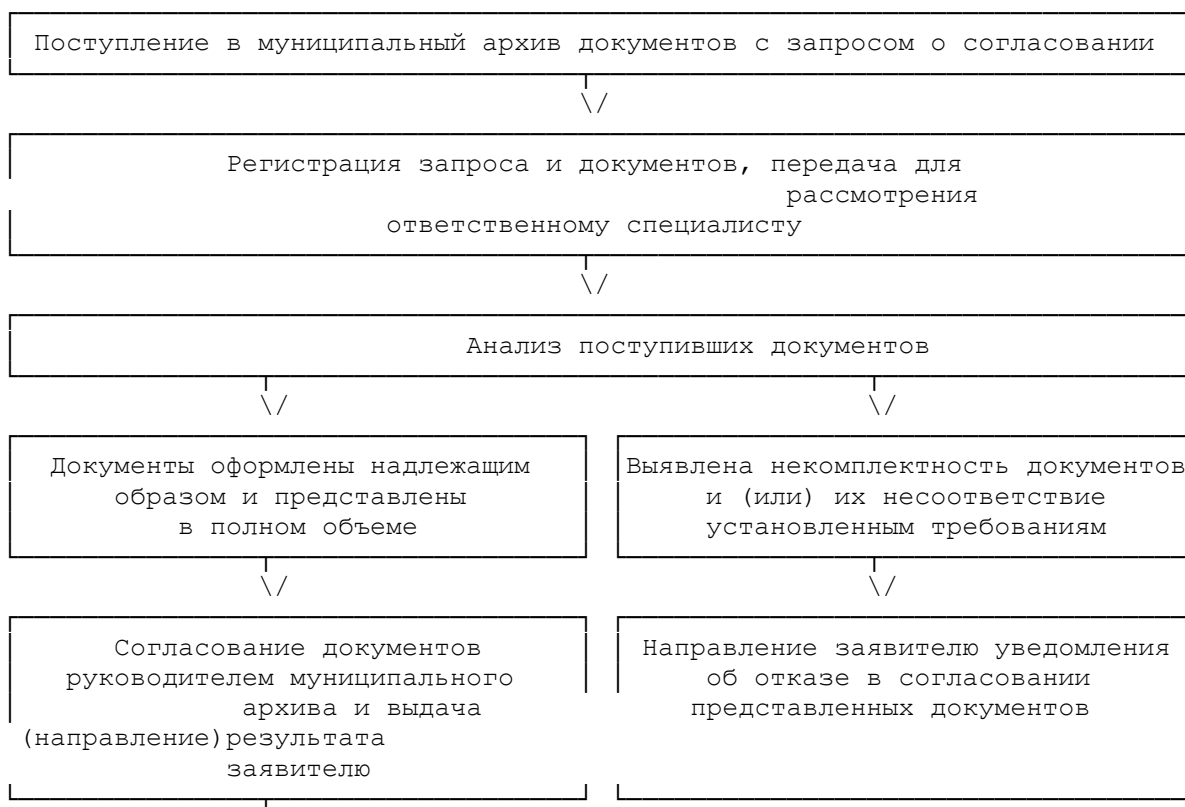 Поступление в муниципальный архив документов с запросом о согласовании
\/
Регистрация запроса и документов, передача для
рассмотрения
ответственному специалисту
\/
Анализ поступивших документов
\/ \/
Документы оформлены надлежащим
образом и представлены
в полном объеме
Выявлена некомплектность документов
и (или) их несоответствие
установленным требованиям
\/ \/
Согласование документов
руководителем муниципального
архива и выдача
(направление)результата
заявителю
Направление заявителю уведомления
об отказе в согласовании
представленных документов